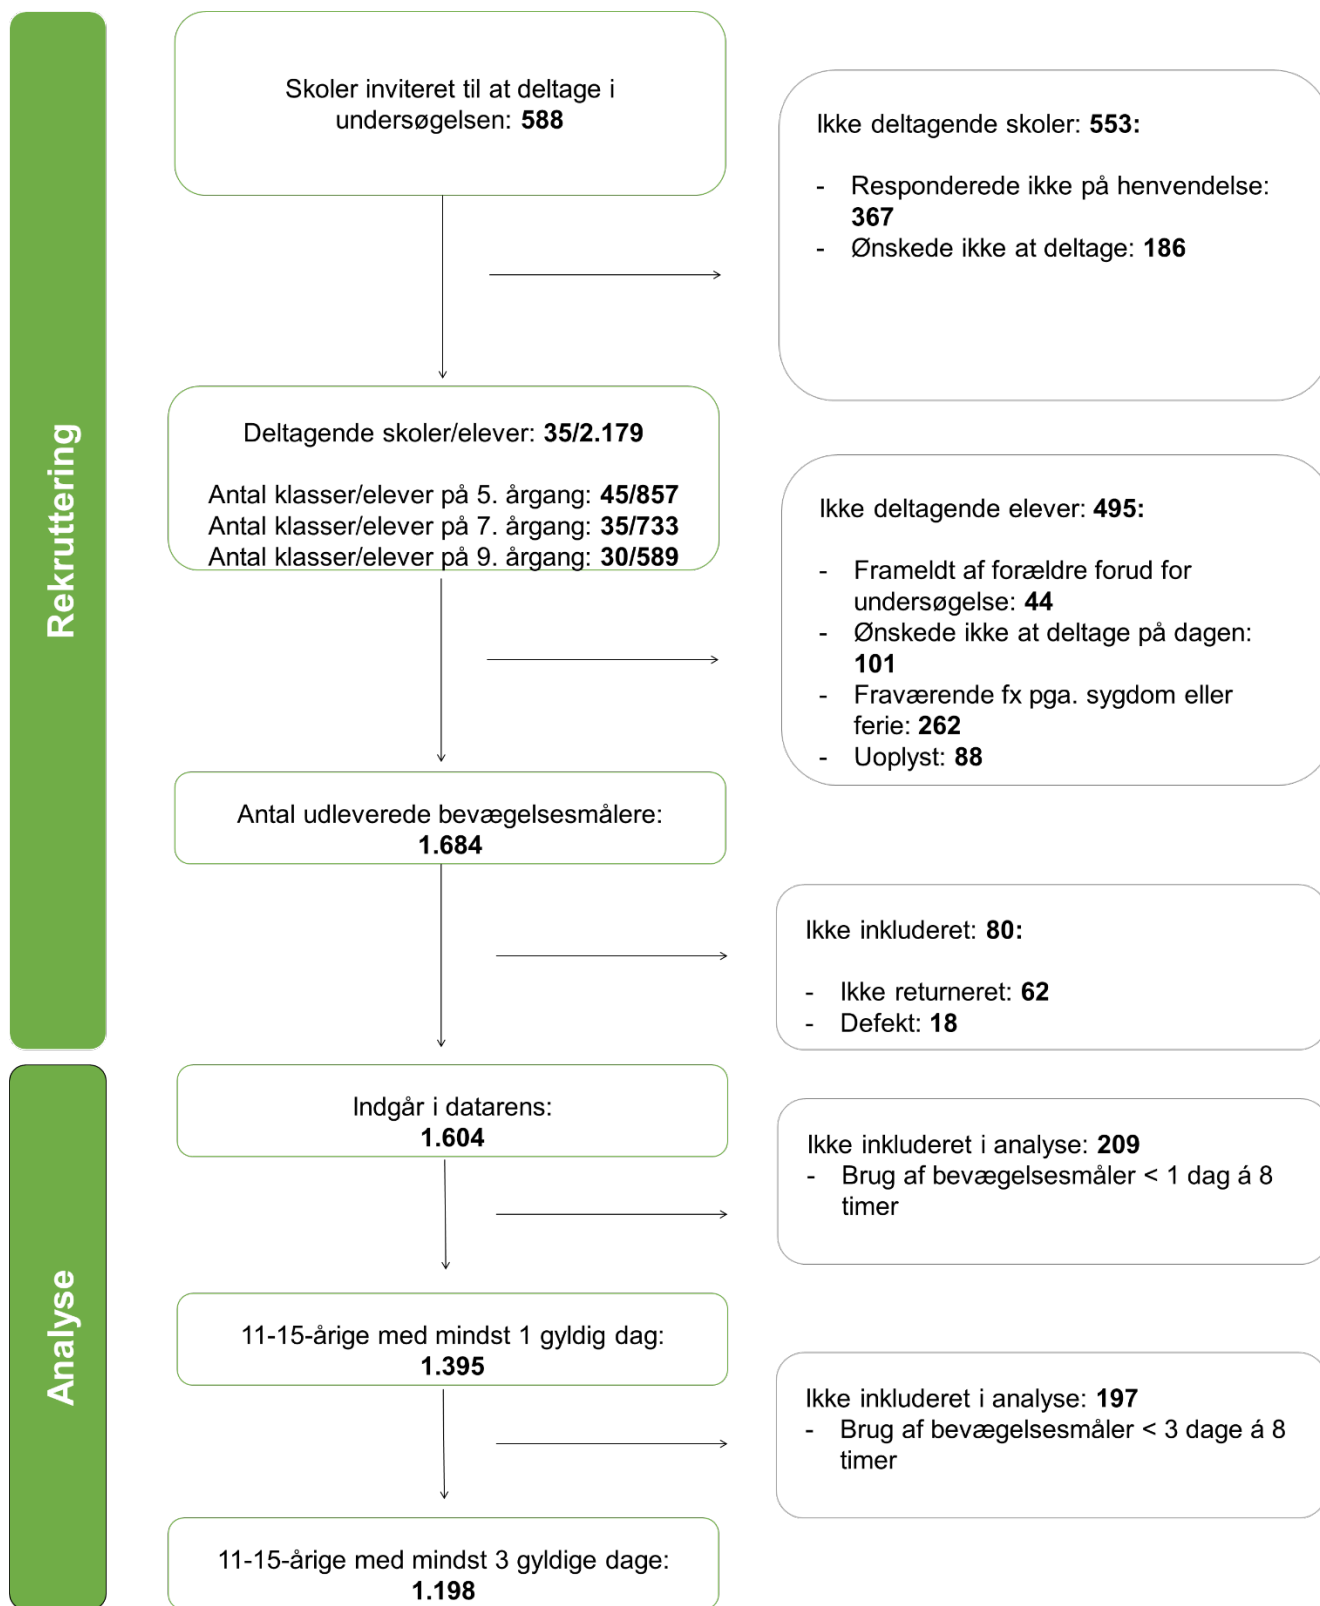 Rekruttering
Skoler inviteret til at deltage i
undersøgelsen: 588
Ikke deltagende skoler: 553:
- Responderede ikke på henvendelse:
367
- Ønskede ikke at deltage: 186
Deltagende skoler/elever: 35/2.179
Antal klasser/elever på 5. årgang: 45/857
Antal klasser/elever på 7. årgang: 35/733
Antal klasser/elever på 9. årgang: 30/589
Ikke deltagende elever: 495:
- Frameldt af forældre forud for
undersøgelse: 44
- Ønskede ikke at deltage på dagen:
101
- Fraværende fx pga. sygdom eller
ferie: 262
- Uoplyst: 88
Antal udleverede bevægelsesmålere:
1.684
Ikke inkluderet: 80:
- Ikke returneret: 62
- Defekt: 18
Analyse
Indgår i datarens:
1.604
Ikke inkluderet i analyse: 209
- Brug af bevægelsesmåler < 1 dag á 8
timer
11-15-årige med mindst 1 gyldig dag:
1.395
Ikke inkluderet i analyse: 197
- Brug af bevægelsesmåler < 3 dage á 8
timer
11-15-årige med mindst 3 gyldige dage:
1.198